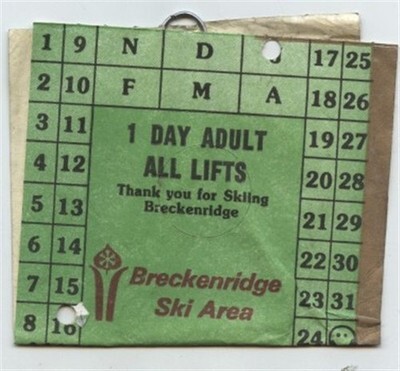 1 9 N D 17 25
2 10 F M A 18 26
3 11 19 27
4 12 20 28
5 13 21 29
6 14 22 30
7 15 23 31
8 16 24
1 DAY ADULT
ALL LIFTS
Thank you for Skiing
Breckenridge
Breckenridge
Ski Area